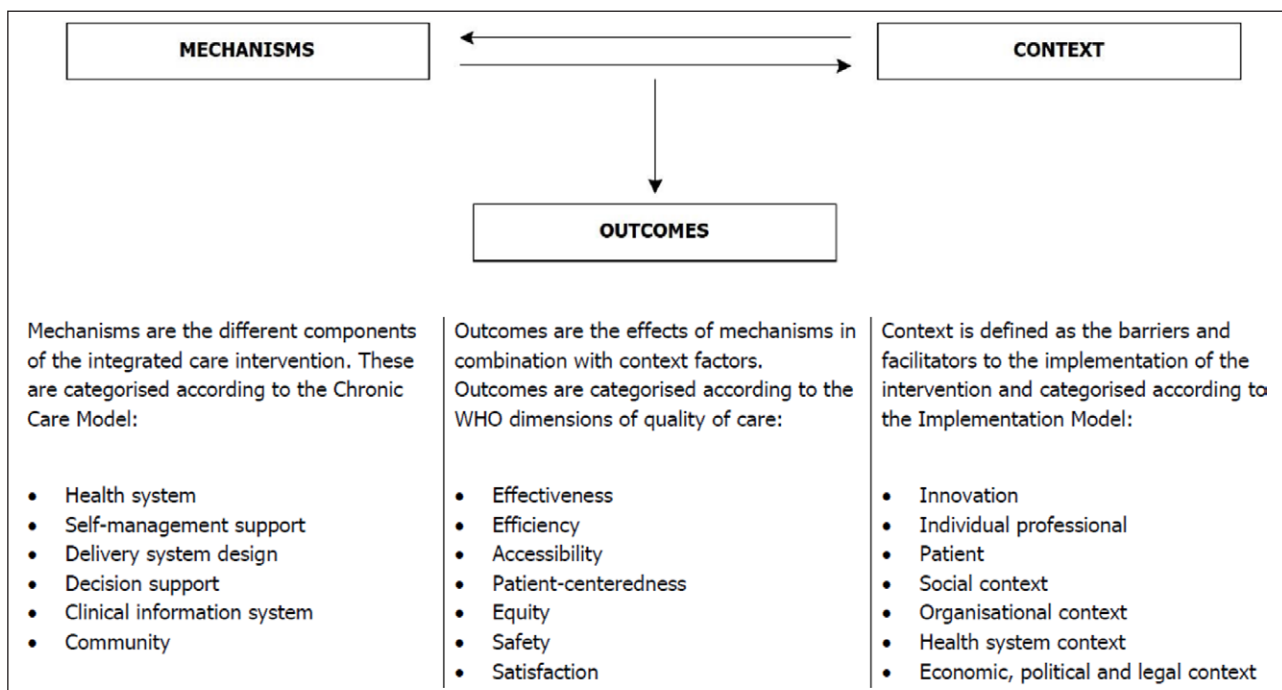 MECHANISMS
CONTEXT
OUTCOMES
Mechanisms are the different components
of the integrated care intervention. These
are categorised according to the Chronic
Care Model:
• Health system
• Self-management support
• Delivery system design
• Decision support
• Clinical information system
• Community
Outcomes are the effects of mechanisms in
combination with context factors.
Outcomes are categorised according to the
WHO dimensions of quality of care:
• Effectiveness
• Efficiency
• Accessibility
• Patient-centeredness
• Equity
• Safety
• Satisfaction
Context is defined as the barriers and
facilitators to the implementation of the
intervention and categorised according to
the Implementation Model:
• Innovation
• Individual professional
• Patient
• Social context
• Organisational context
• Health system context
• Economic, political and legal context